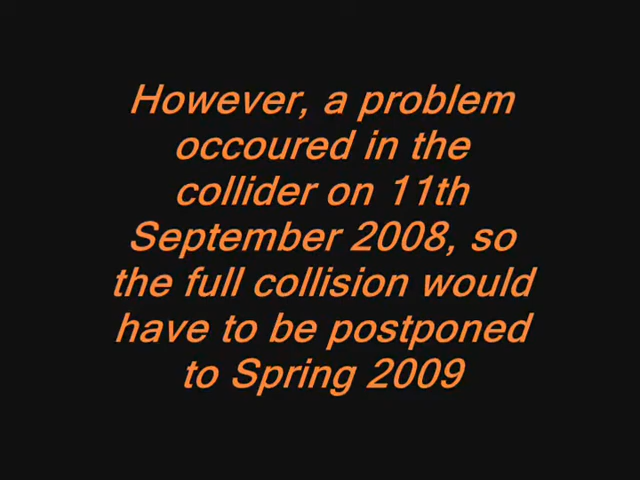 However, a problem
occoured in the
collider on 11th
September 2008, so
the full collision would
have to be postponed
to Spring 2009